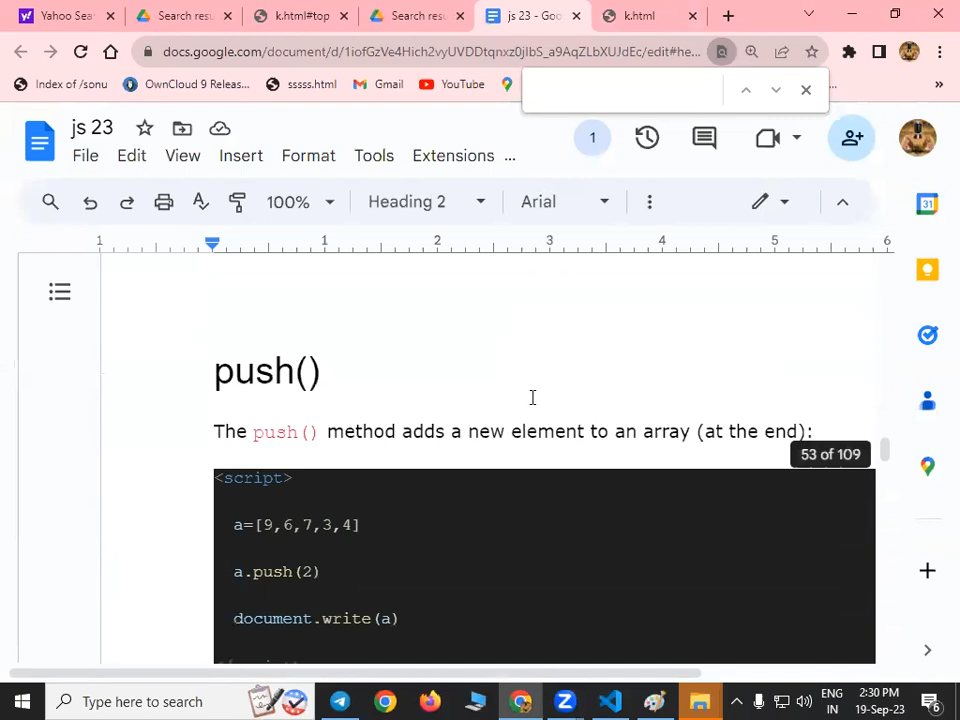 Yahoo Sea
Search resu
k.html#top
Search resu
js 23 - Goo
k.html
docs.google.com/document/d/1iofGzVe4Hich2vyUVDDtqnxz0jlbS_a9AqZLbXUJdEc/edit#he...
Index of /sonu
OwnCloud 9 Releas...
sssss.html
Gmail
YouTube
js 23
1
File
Edit
View
Insert
Format
Tools
Extensions
...
100%
Heading 2
Arial
31
1 1 2 3 4 5 6
push()
The push() method adds a new element to an array (at the end):
53 of 109
<script>
a=[9,6,7,3,4]
a.push(2)
document.write(a)
Type here to search
ENG
IN
2:30 PM
19-Sep-23
6